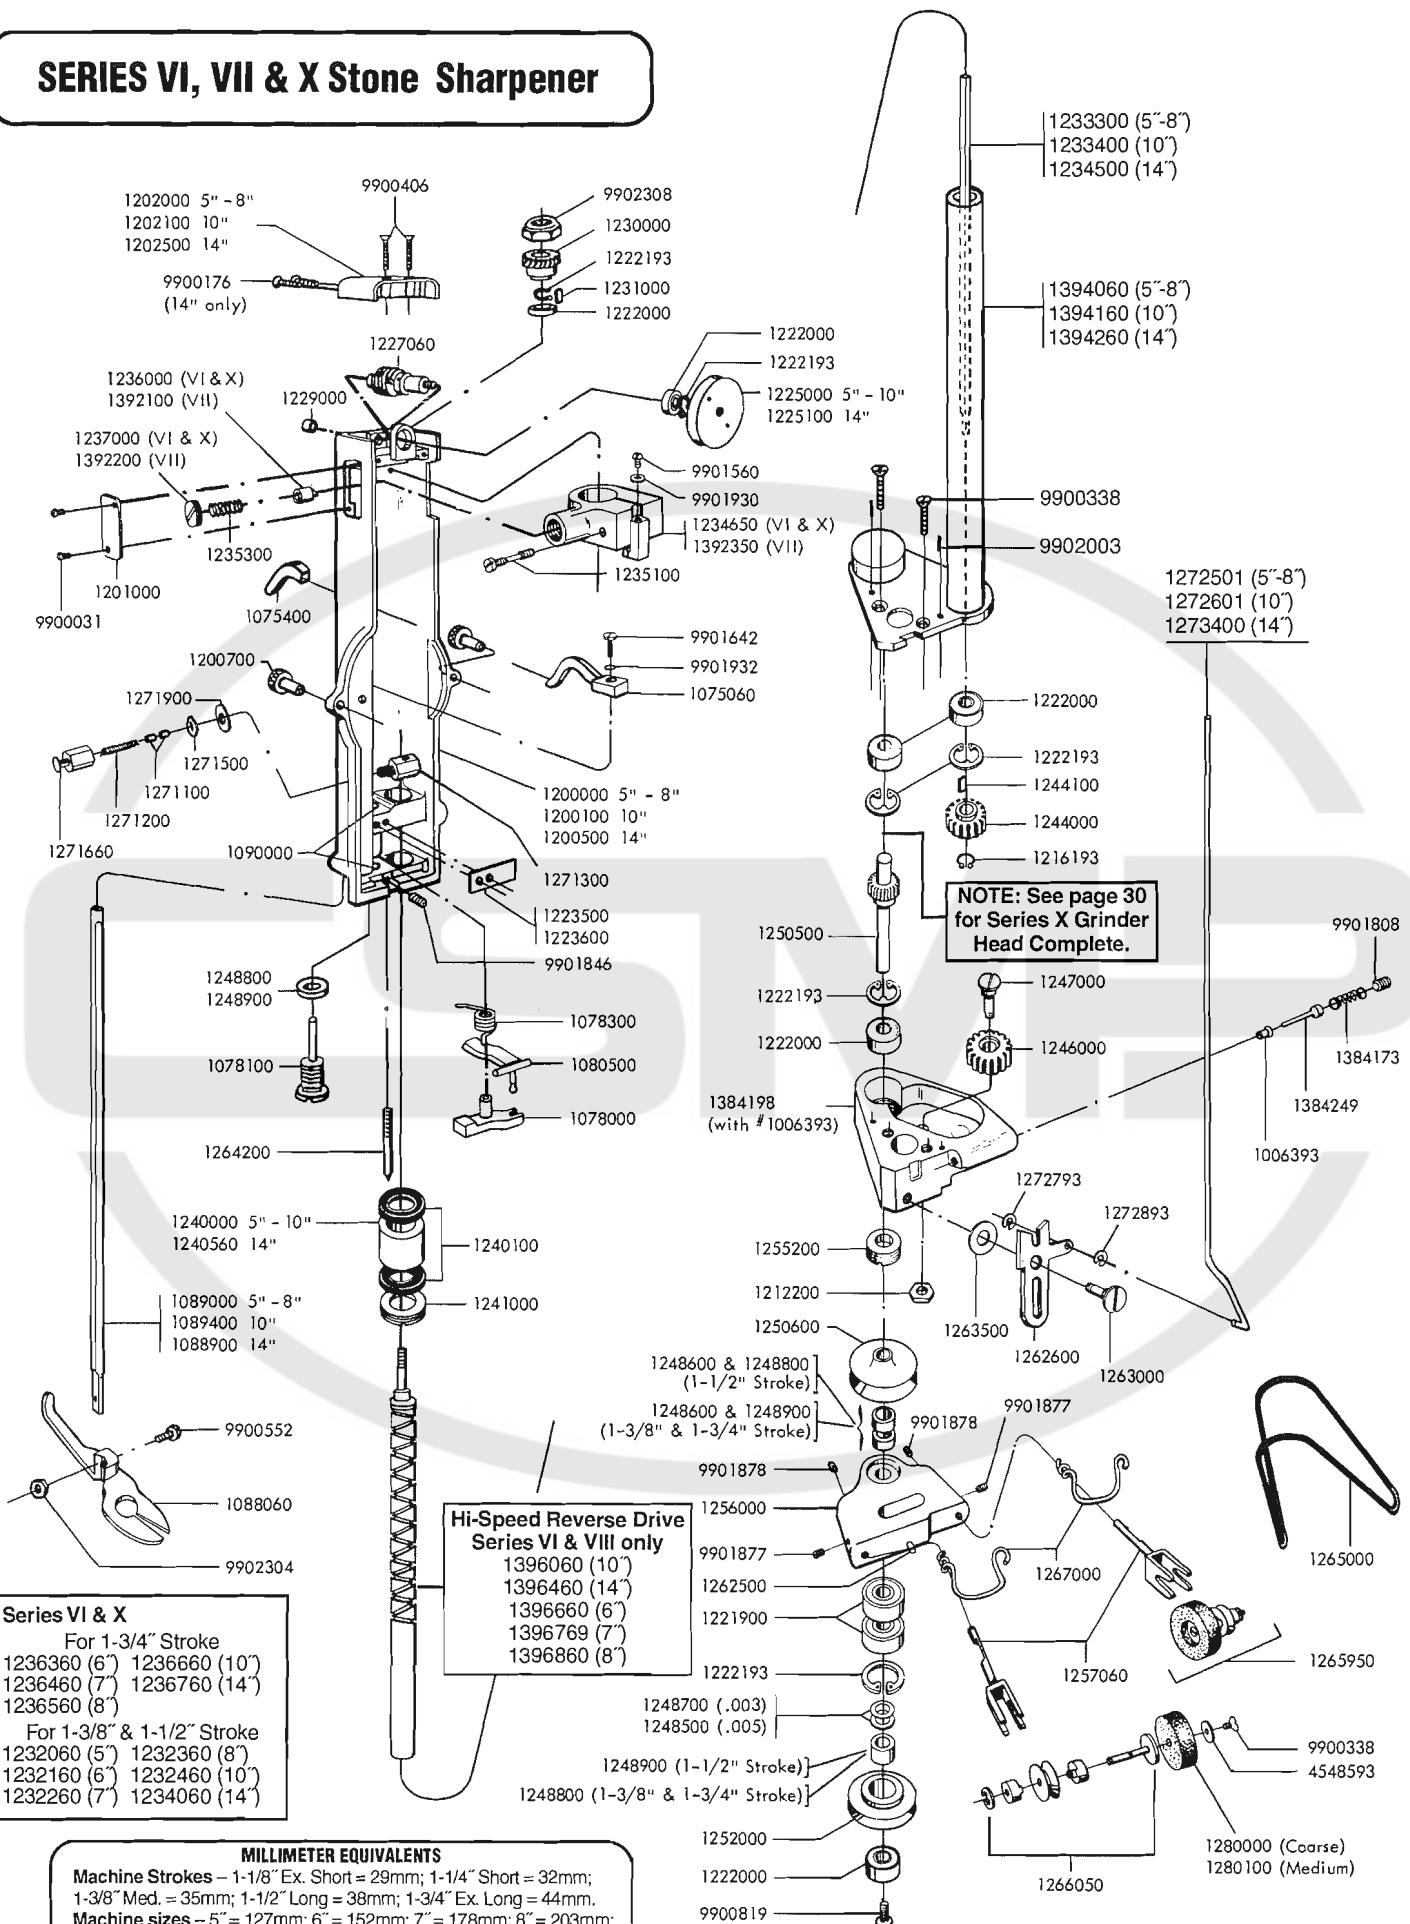 SERIES VI, VII & X Stone Sharpener
1233300 (5"-8")
1233400 (10")
1234500 (14")
1202000 5" - 8"
1202100 10"
1202500 14"
9900406
9902308
1230000
1222193
1231000
1222000
9900176
(14" only)
1394060 (5"-8")
1394160 (10")
1394260 (14")
1227060
1222000
1222193
1225000 5" - 10"
1225100 14"
1236000 (VI & X)
1392100 (VII)
1229000
1237000 (VI & X)
1392200 (VII)
9901560
9901930
1234650 (VI & X)
1392350 (VII)
9900338
9902003
1235300
1201000
9900031
1075400
1235100
1272501 (5"-8")
1272601 (10")
1273400 (14")
1200700
9901642
9901932
1075060
1271900
1271500
1271100
1271200
1271660
1222000
1222193
1244100
1244000
1216193
1200000 5" - 8"
1200100 10"
1200500 14"
1090000
1271300
NOTE: See page 30
for Series X Grinder
Head Complete.
1223500
1223600
9901846
1250500
9901808
1248800
1248900
1222193
1247000
1078300
1222000
1246000
1384173
1078100
1080500
1384198
(with #1006393)
1384249
1078000
1006393
1264200
1272793
1272893
1240000 5" - 10"
1240560 14"
1240100
1255200
1241000
1212200
1263500
1262600
1263000
1089000 5" - 8"
1089400 10"
1088900 14"
1250600
1248600 & 1248800
(1-1/2" Stroke)
1248600 & 1248900
(1-3/8" & 1-3/4" Stroke)
9901878
9901877
9900552
9901878
1088060
1256000
Hi-Speed Reverse Drive
Series VI & VIII only
1396060 (10")
1396460 (14")
1396660 (6")
1396769 (7")
1396860 (8")
9901877
1262500
1267000
1265000
9902304
1221900
1257060
1265950
Series VI & X
For 1-3/4" Stroke
1236360 (6") 1236660 (10")
1236460 (7") 1236760 (14")
1236560 (8")
For 1-3/8" & 1-1/2" Stroke
1232060 (5") 1232360 (8")
1232160 (6") 1232460 (10")
1232260 (7") 1234060 (14")
1222193
1248700 (.003)
1248500 (.005)
1248900 (1-1/2" Stroke)
1248800 (1-3/8" & 1-3/4" Stroke)
9900338
4548593
1252000
1280000 (Coarse)
1280100 (Medium)
1222000
1266050
9900819
MILLIMETER EQUIVALENTS
Machine Strokes – 1-1/8" Ex. Short = 29mm; 1-1/4" Short = 32mm;
1-3/8" Med. = 35mm; 1-1/2" Long = 38mm; 1-3/4" Ex. Long = 44mm.
Machine sizes – 5" = 127mm; 6" = 152mm; 7" = 178mm; 8" = 203mm;
CSMP